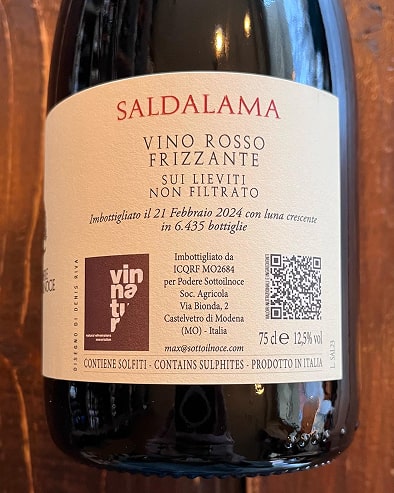 SALDALAMA
VINO ROSSO
FRIZZANTE
SUI LIEVITI
NON FILTRATO
Imbottigliato il 21 Febbraio 2024 con luna crescente
in 6.435 bottiglie
NOCE
DISEGNO DI DENIS RIVA
vin
na
tur
Imbottigliato da
ICQRF MO2684
per Podere Sottoilnoce
Soc. Agricola
Via Bionda, 2
Castelvetro di Modena
(MO) - Italia
max@sottoilnoce.com
75 cl e 12,5% vol
L. SAL23
CONTIENE SOLFITI - CONTAINS SULPHITES - PRODOTTO IN ITALIA